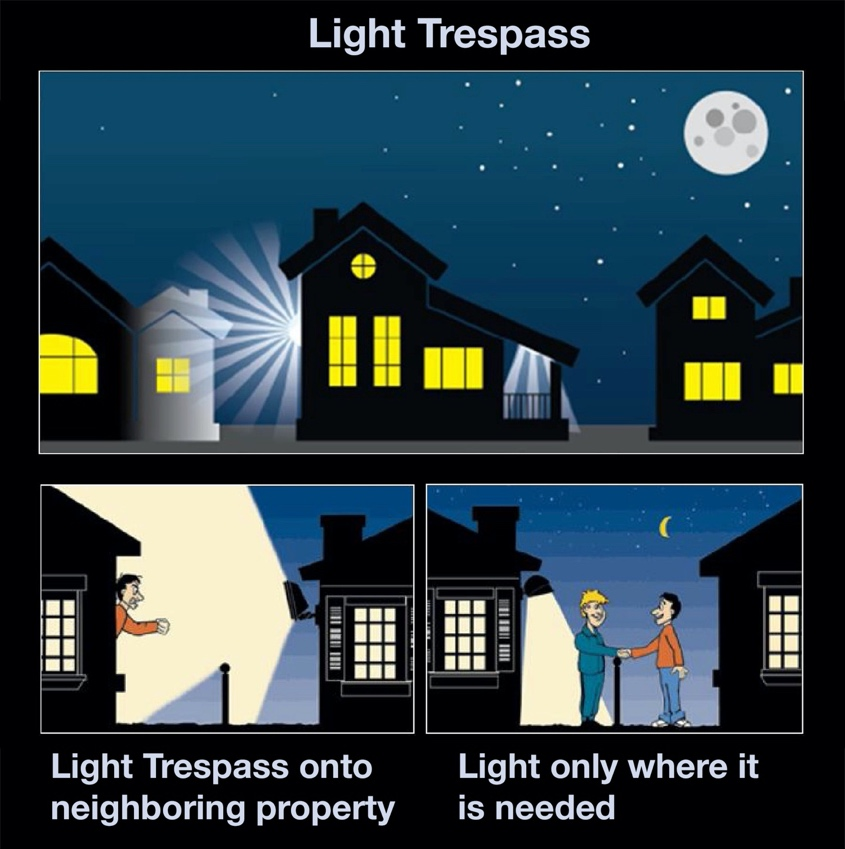 Light Trespass
Light Trespass onto
neighboring property
Light only where it
is needed